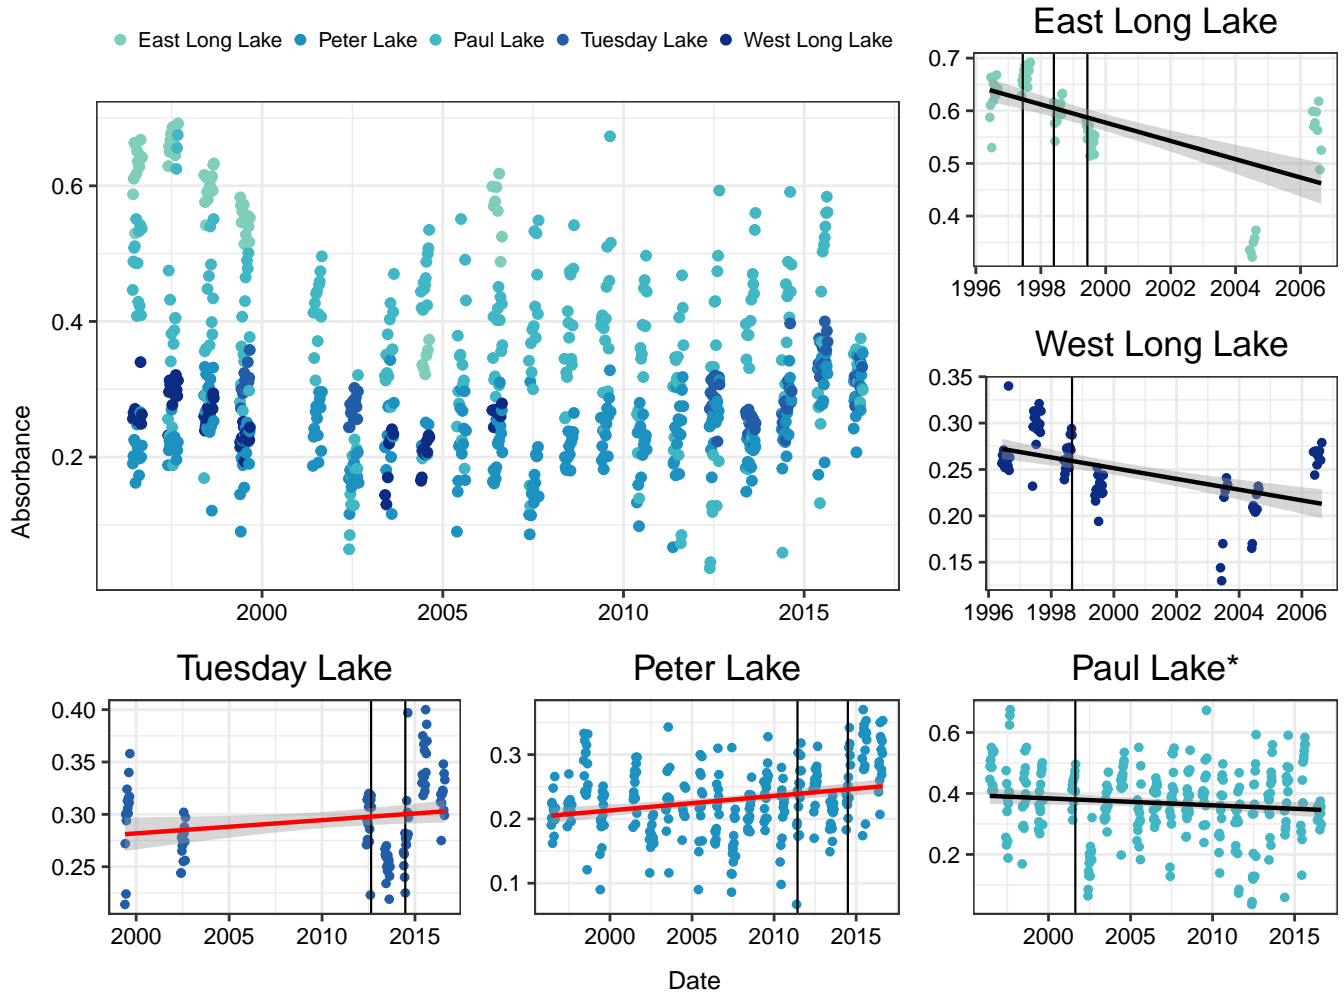 East Long Lake Peter Lake Paul Lake Tuesday Lake West Long Lake
Absorbance
0.6
0.4
0.2
2000 2005 2010 2015
East Long Lake
0.7
0.6
0.5
0.4
1996 1998 2000 2002 2004 2006
West Long Lake
0.35
0.30
0.25
0.20
0.15
1996 1998 2000 2002 2004 2006
Tuesday Lake
0.40
0.35
0.30
0.25
2000 2005 2010 2015
Peter Lake
0.3
0.2
0.1
2000 2005 2010 2015
Paul Lake*
0.6
0.4
0.2
2000 2005 2010 2015
Date